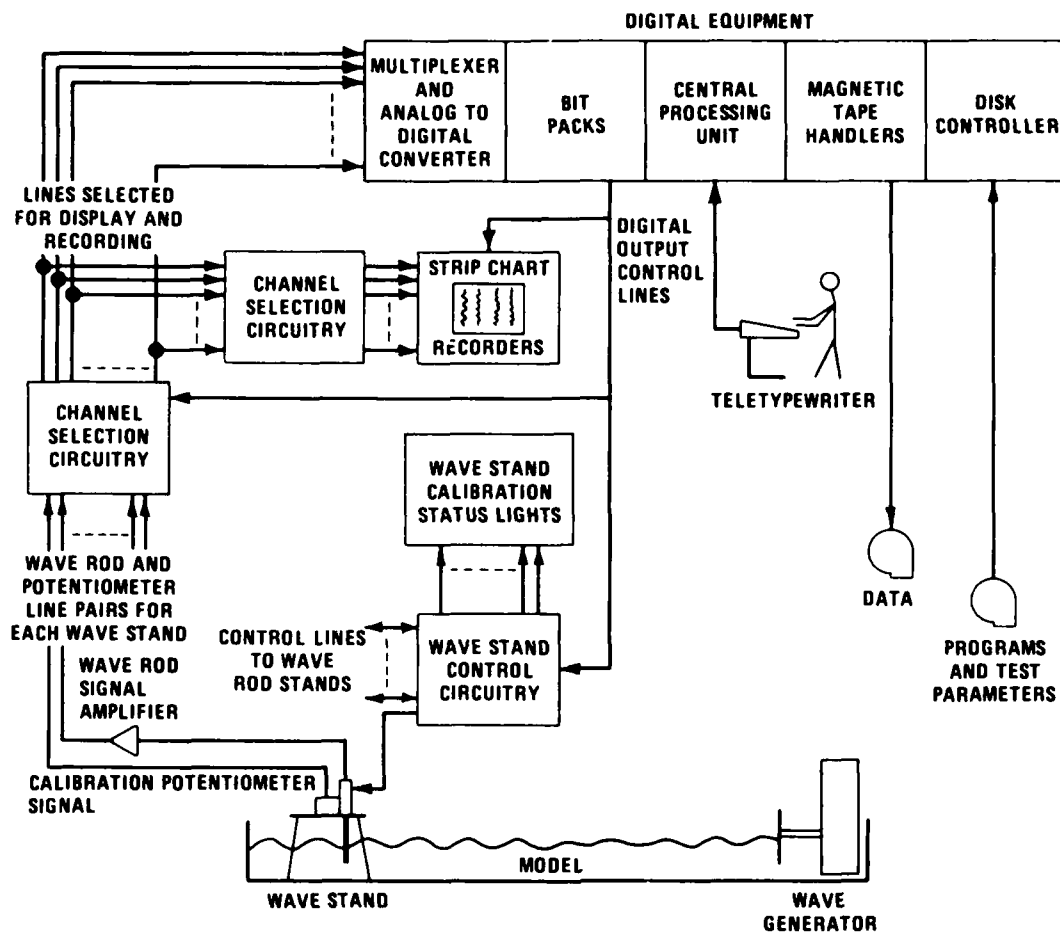 DIGITAL EQUIPMENT
MULTIPLEXER
AND
ANALOG TO
DIGITAL
CONVERTER
BIT
PACKS
CENTRAL
PROCESSING
UNIT
MAGNETIC
TAPE
HANDLERS
DISK
CONTROLLER
LINES SELECTED
FOR DISPLAY AND
RECORDING
DIGITAL
OUTPUT
CONTROL
LINES
CHANNEL
SELECTION
CIRCUITRY
STRIP CHART
RECORDERS
TELETYPEWRITER
CHANNEL
SELECTION
CIRCUITRY
WAVE STAND
CALIBRATION
STATUS LIGHTS
WAVE ROD AND
POTENTIOMETER
LINE PAIRS FOR
EACH WAVE STAND
DATA
CONTROL LINES
TO WAVE
ROD STANDS
WAVE STAND
CONTROL
CIRCUITRY
PROGRAMS
AND TEST
PARAMETERS
WAVE ROD
SIGNAL
AMPLIFIER
CALIBRATION POTENTIOMETER
SIGNAL
MODEL
WAVE STAND
WAVE
GENERATOR